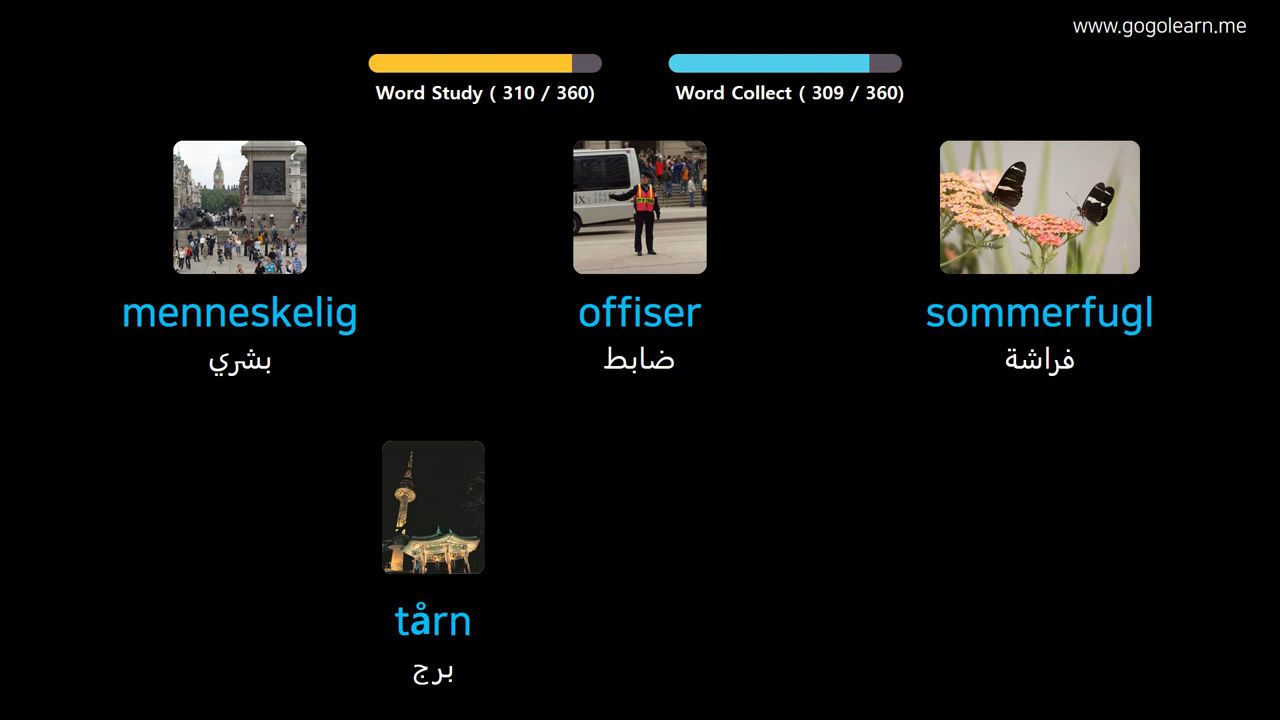 www.gogolearn.me
Word Study ( 310 / 360)
Word Collect ( 309 / 360)
menneskelig
بشري
offiser
ضابط
sommerfugl
فراشة
tårn
برج